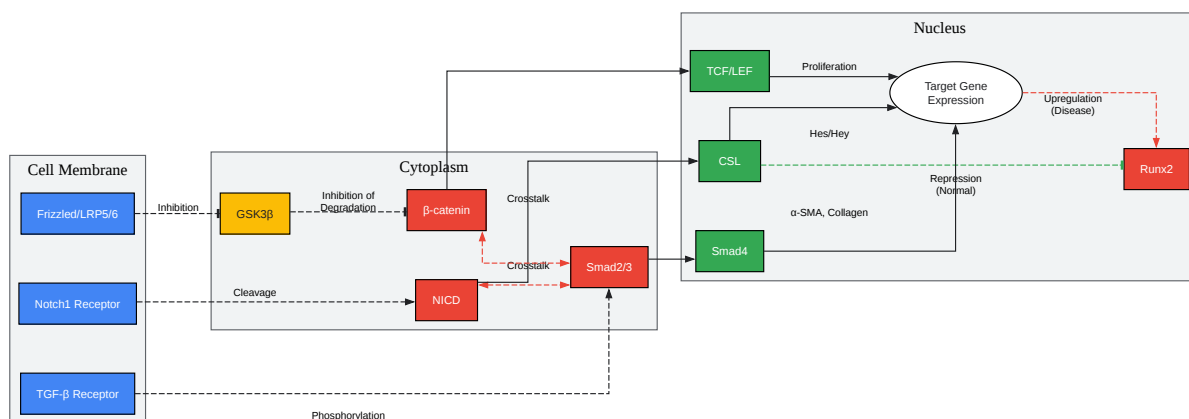 Nucleus
TCF/LEF
Proliferation
Target Gene
Expression
Upregulation
(Disease)
Hes/Hey
CSL
Runx2
Repression
(Normal)
α-SMA, Collagen
Smad4
Cell Membrane
Frizzled/LRP5/6
Inhibition
Notch1 Receptor
Cleavage
TGF-β Receptor
Phosphorylation
Cytoplasm
GSK3β
Inhibition of
Degradation
β-catenin
Crosstalk
Crosstalk
Smad2/3
NICD